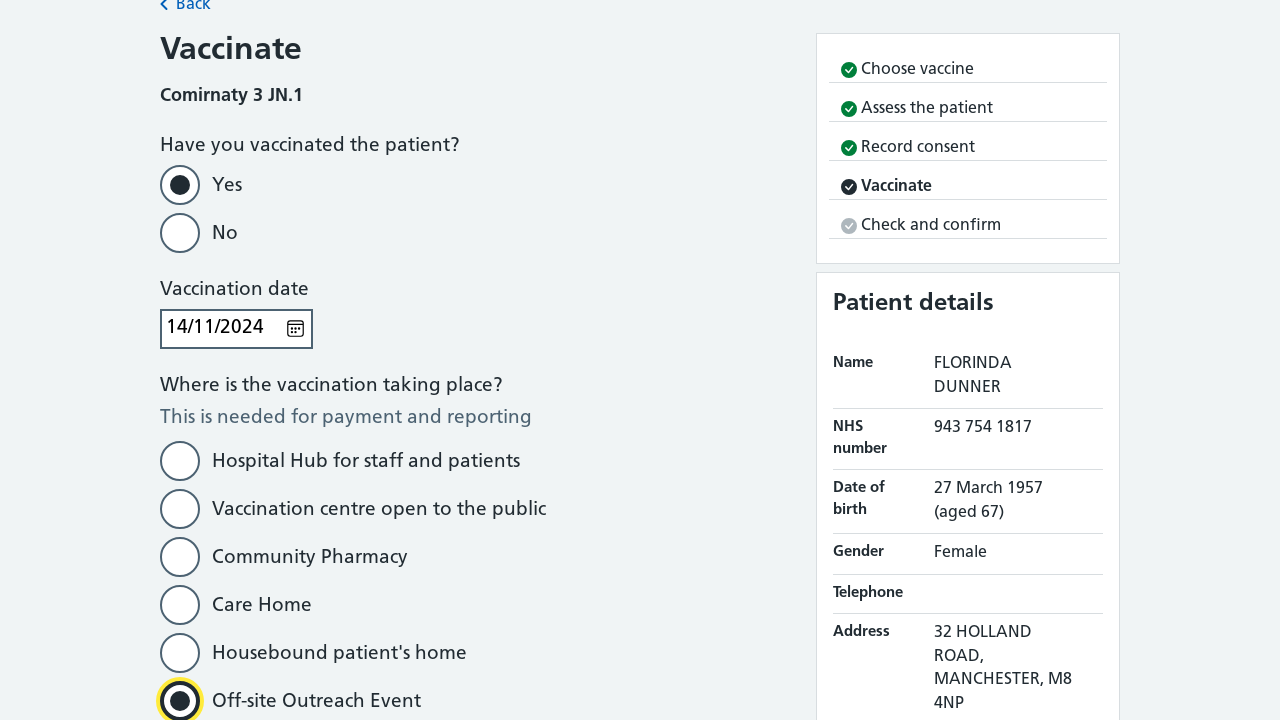 Back
Vaccinate
Comirnaty 3 JN.1
Have you vaccinated the patient?
Yes
No
Vaccination date
14/11/2024
Where is the vaccination taking place?
This is needed for payment and reporting
Hospital Hub for staff and patients
Vaccination centre open to the public
Community Pharmacy
Care Home
Housebound patient's home
Off-site Outreach Event
Choose vaccine
Assess the patient
Record consent
Vaccinate
Check and confirm
Patient details
Name FLORINDA
DUNNER
NHS 943 754 1817
number
Date of 27 March 1957
birth (aged 67)
Gender Female
Telephone
Address 32 HOLLAND
ROAD,
MANCHESTER, M8
4NP